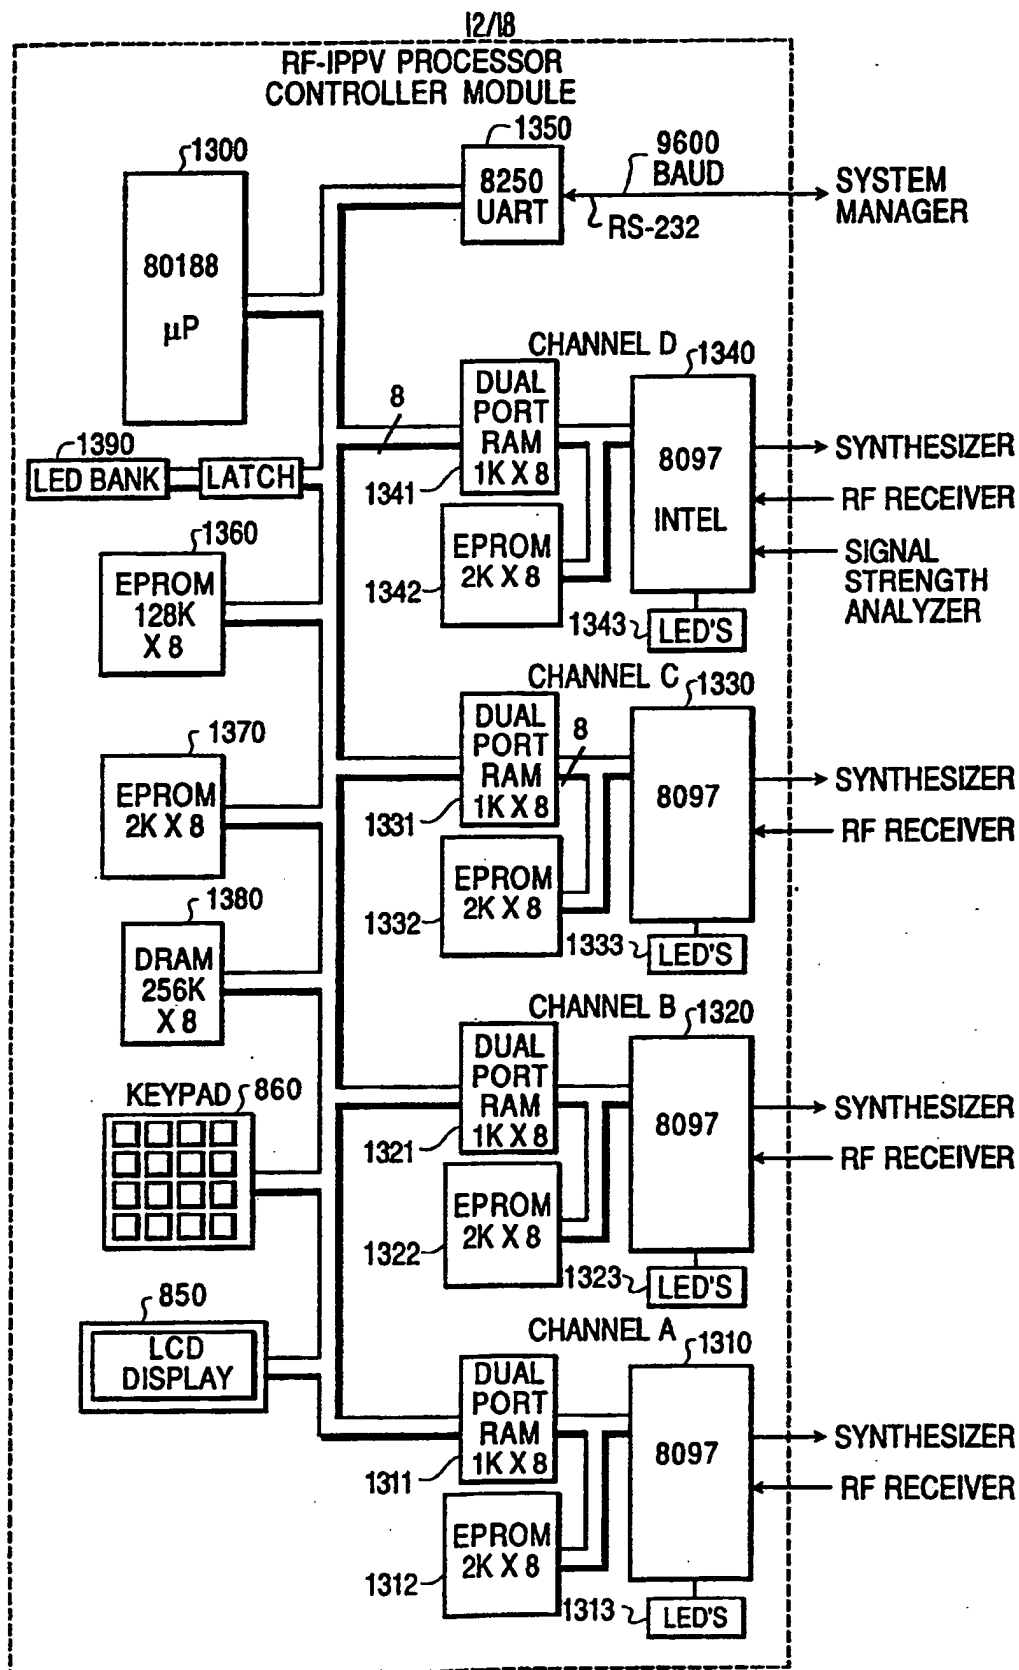 12/18
RF-IPPV PROCESSOR
CONTROLLER MODULE
1300
80188
µP
1350
8250
UART
9600
BAUD
RS-232
SYSTEM
MANAGER
1390
LED BANK
LATCH
1360
EPROM
128K
X 8
1370
EPROM
2K X 8
1380
DRAM
256K
X 8
KEYPAD
860
850
LCD
DISPLAY
CHANNEL D
1340
8
DUAL
PORT
RAM
1K X 8
1341
EPROM
2K X 8
1342
8097
INTEL
1343
LED'S
SYNTHESIZER
RF RECEIVER
SIGNAL
STRENGTH
ANALYZER
CHANNEL C
1330
DUAL
PORT
RAM
1K X 8
8
1331
EPROM
2K X 8
1332
8097
1333
LED'S
SYNTHESIZER
RF RECEIVER
CHANNEL B
1320
DUAL
PORT
RAM
1K X 8
1321
EPROM
2K X 8
1322
8097
1323
LED'S
SYNTHESIZER
RF RECEIVER
CHANNEL A
1310
DUAL
PORT
RAM
1K X 8
1311
EPROM
2K X 8
1312
8097
1313
LED'S
SYNTHESIZER
RF RECEIVER